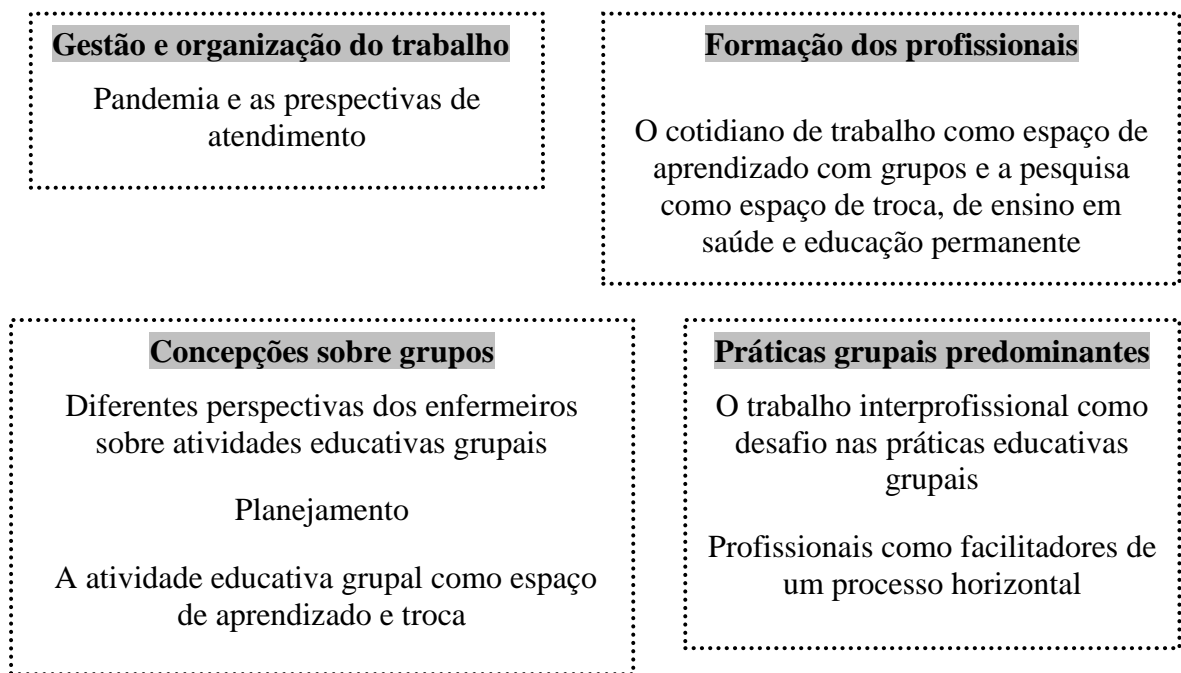 Gestão e organização do trabalho
Pandemia e as prespectivas de
atendimento
Formação dos profissionais
O cotidiano de trabalho como espaço de
aprendizado com grupos e a pesquisa
como espaço de troca, de ensino em
saúde e educação permanente
Concepções sobre grupos
Diferentes perspectivas dos enfermeiros
sobre atividades educativas grupais
Planejamento
A atividade educativa grupal como espaço
de aprendizado e troca
Práticas grupais predominantes
O trabalho interprofissional como
desafio nas práticas educativas
grupais
Profissionais como facilitadores de
um processo horizontal